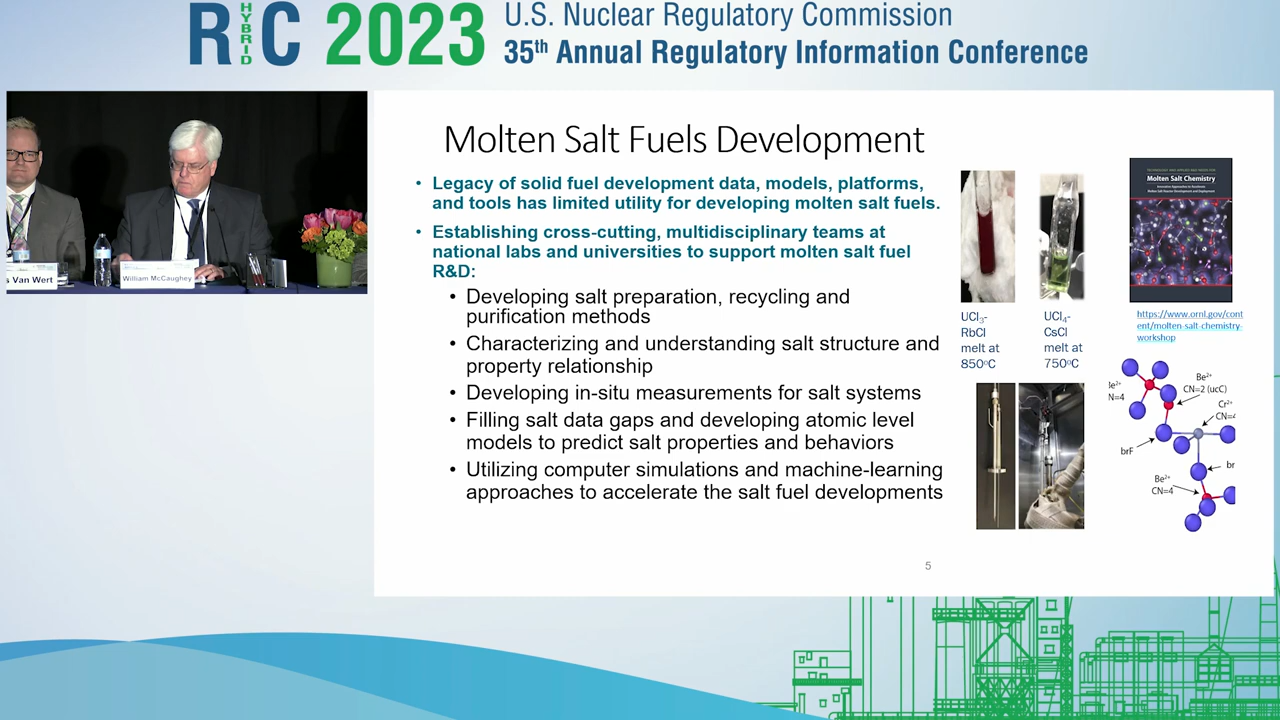 RIC 2023
HYBRID
U.S. Nuclear Regulatory Commission
35th Annual Regulatory Information Conference
s Van Wert
William McCaughey
Molten Salt Fuels Development
• Legacy of solid fuel development data, models, platforms,
and tools has limited utility for developing molten salt fuels.
• Establishing cross-cutting, multidisciplinary teams at
national labs and universities to support molten salt fuel
R&D:
• Developing salt preparation, recycling and
purification methods
• Characterizing and understanding salt structure and
property relationship
• Developing in-situ measurements for salt systems
• Filling salt data gaps and developing atomic level
models to predict salt properties and behaviors
• Utilizing computer simulations and machine-learning
approaches to accelerate the salt fuel developments
UCl₃-
RbCl
melt at
850°C
UCl₄-
CsCl
melt at
750°C
Molten Salt Chemistry
https://www.ornl.gov/cont
ent/molten-salt-chemistry-
workshop
Be²⁺
CN=2 (ucC)
Cr²⁺
CN=4
N=4
brF
br
Be²⁺
CN=4
5